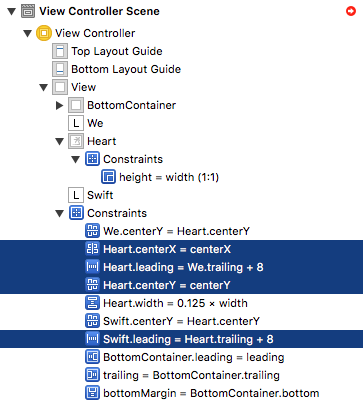 View Controller Scene
View Controller
Top Layout Guide
Bottom Layout Guide
View
BottomContainer
L We
Heart
Constraints
height = width (1:1)
L Swift
Constraints
We.centerY = Heart.centerY
Heart.centerX = centerX
Heart.leading = We.trailing + 8
Heart.centerY = centerY
Heart.width = 0.125 × width
Swift.centerY = Heart.centerY
Swift.leading = Heart.trailing + 8
BottomContainer.leading = leading
trailing = BottomContainer.trailing
bottomMargin = BottomContainer.bottom